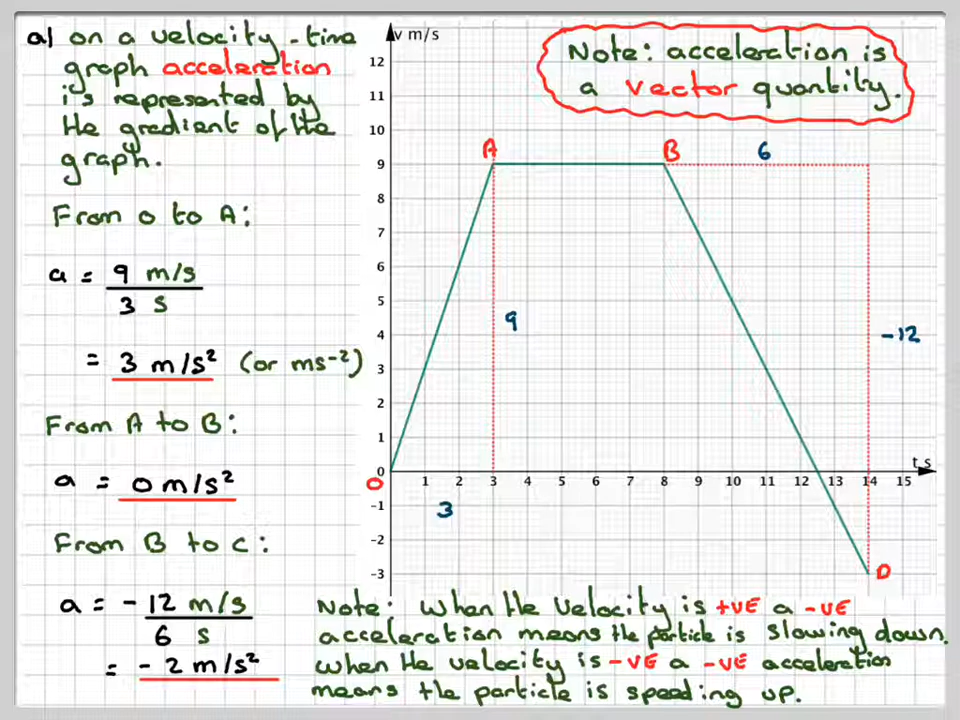 a) on a velocity-time
graph acceleration
is represented by
the gradient of the
graph.
From o to A:
a = 9 m/s
3 s
= 3 m/s² (or ms⁻²)
From A to B:
a = 0 m/s²
From B to C:
a = -12 m/s
6 s
= -2 m/s²
Note: acceleration is
a vector quantity.
v m/s
12
11
10
9
8
7
6
4
3
2
1
0
-1
-2
-3
1 2 3 5 6 7 8 9 10 11 12 13 14 15
t s
O
A
B
D
3
9
6
-12
Note: When the velocity is +VE a -VE
acceleration means the particle is slowing down.
When the velocity is -VE a -VE acceleration
means the particle is speeding up.